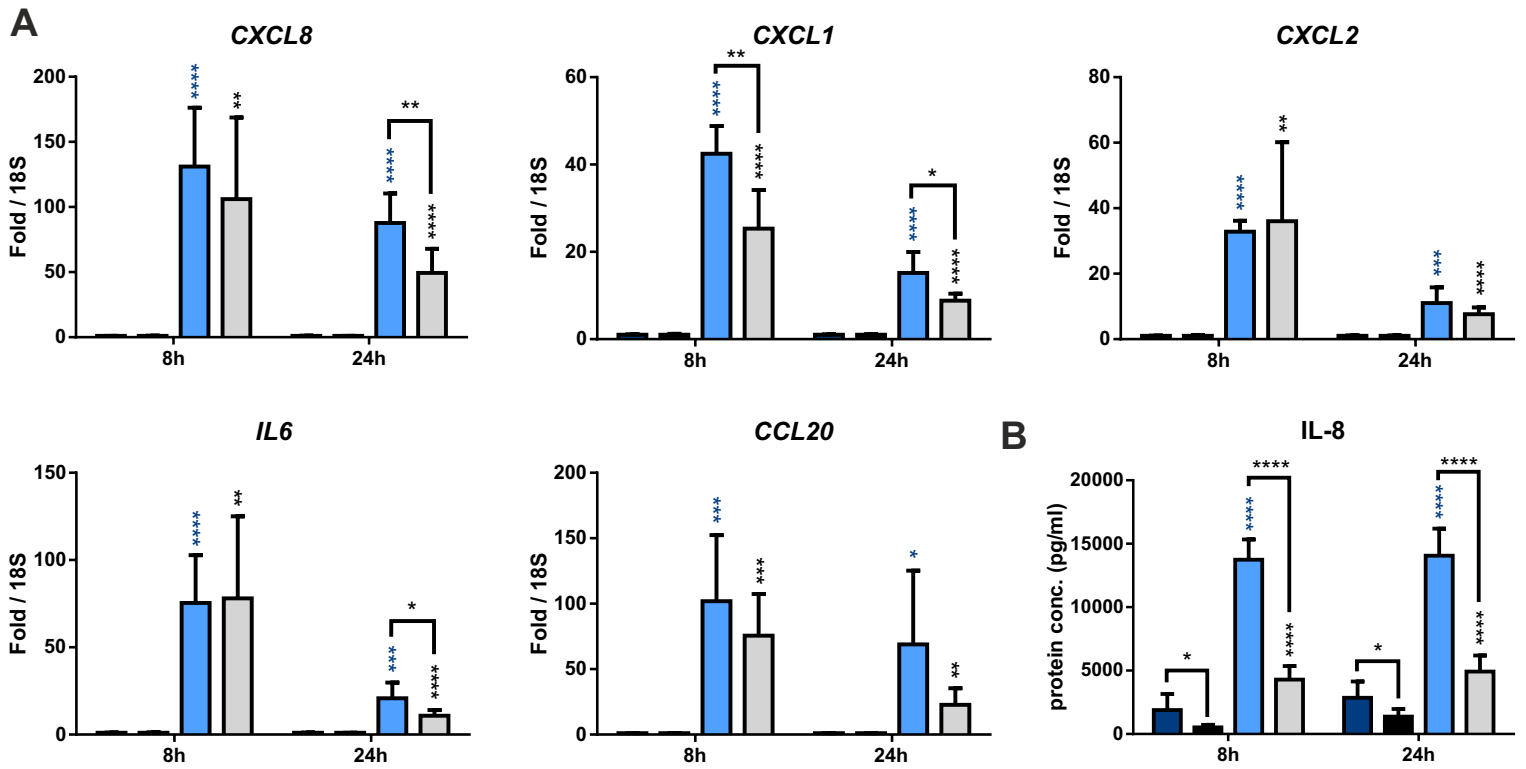 A
CXCL8
Fold / 18S
200
150
100
50
0
****
**
**
****
****
8h
24h
CXCL1
Fold / 18S
60
40
20
0
**
****
****
*
****
****
8h
24h
CXCL2
Fold / 18S
80
60
40
20
0
****
**
***
****
8h
24h
IL6
Fold / 18S
150
100
50
0
****
**
*
***
****
8h
24h
CCL20
Fold / 18S
200
150
100
50
0
***
***
*
**
8h
24h
B
IL-8
protein conc. (pg/ml)
20000
15000
10000
5000
0
*
****
****
****
*
****
****
****
8h
24h